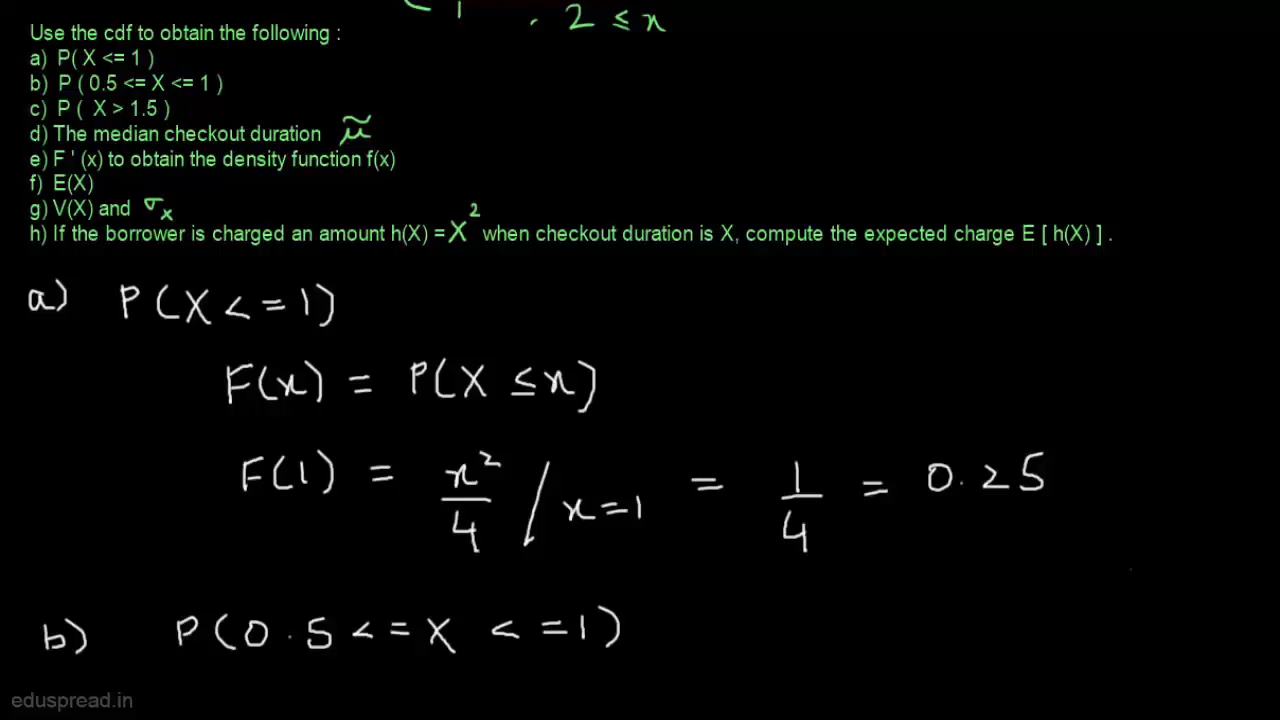 1 . 2 ≤ x
Use the cdf to obtain the following :
a) P( X <= 1 )
b) P ( 0.5 <= X <= 1 )
c) P ( X > 1.5 )
d) The median checkout duration μ̃
e) F ' (x) to obtain the density function f(x)
f) E(X)
g) V(X) and σx
h) If the borrower is charged an amount h(X) = X² when checkout duration is X, compute the expected charge E [ h(X) ] .
a) P(X <= 1)
F(x) = P(X ≤ x)
F(1) = x²/4 / x=1 = 1/4 = 0.25
b) P(0.5 <= X <= 1)
eduspread.in